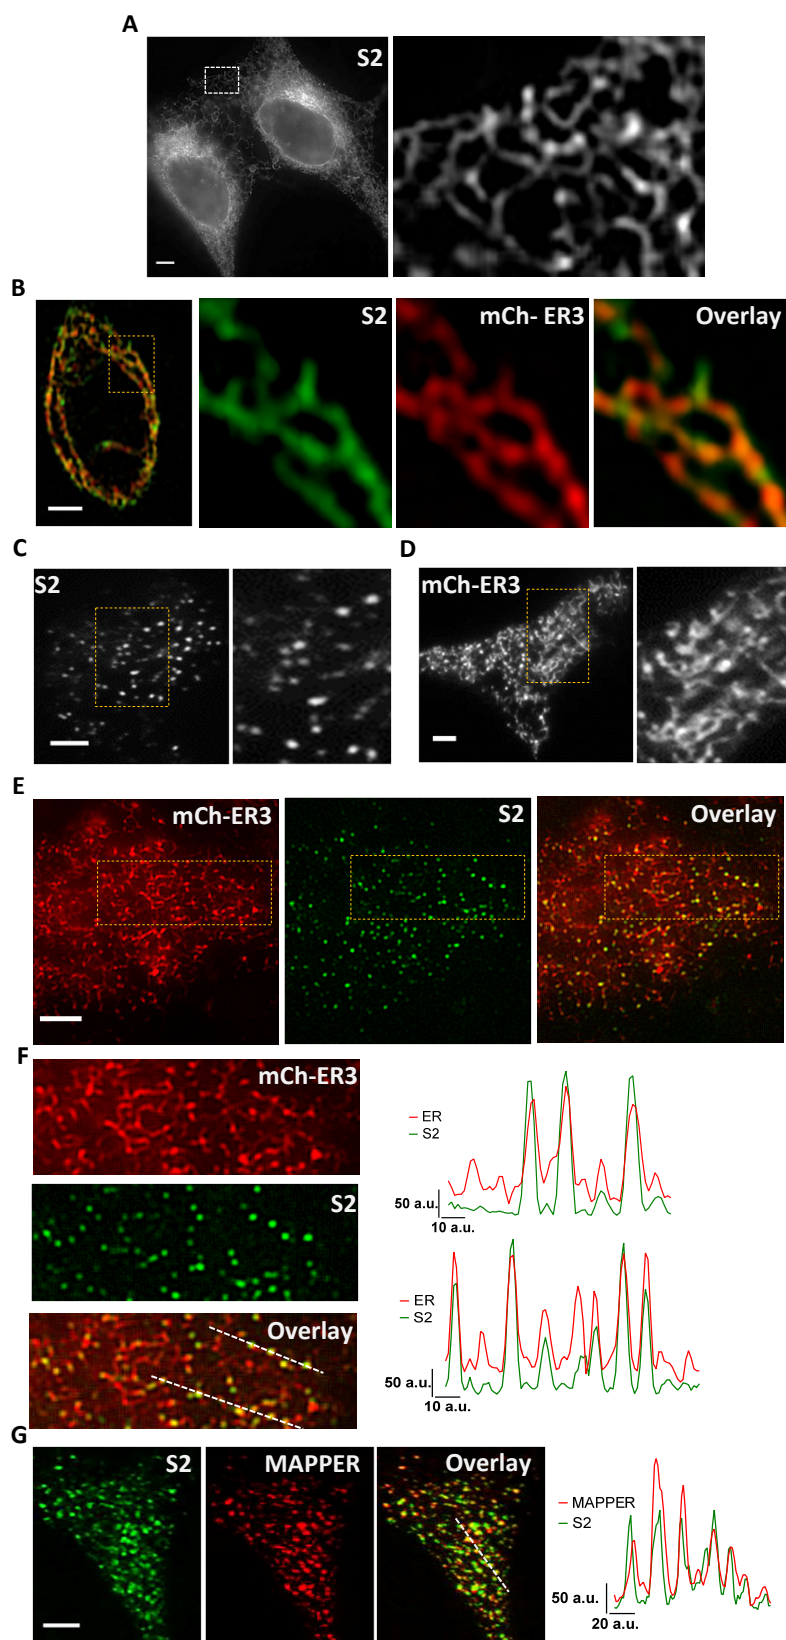 A
S2
B
S2
mCh- ER3
Overlay
C
D
S2
mCh-ER3
E
mCh-ER3
S2
Overlay
F
mCh-ER3
ER
S2
50 a.u.
10 a.u.
S2
ER
S2
50 a.u.
10 a.u.
Overlay
G
S2
MAPPER
Overlay
MAPPER
S2
50 a.u.
20 a.u.